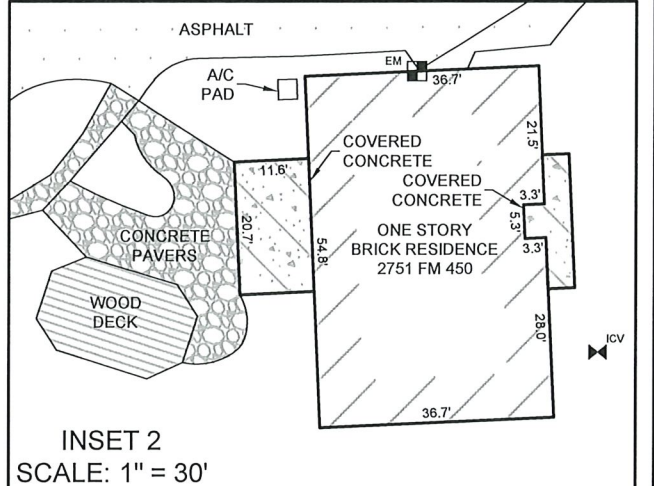 ASPHALT
EM
36.7'
A/C
PAD
21.5'
COVERED
CONCRETE
11.6'
COVERED
CONCRETE
3.3'
5.3'
3.3'
20.7'
54.8'
CONCRETE
PAVERS
ONE STORY
BRICK RESIDENCE
2751 FM 450
WOOD
DECK
28.0'
ICV
36.7'
INSET 2
SCALE: 1" = 30'